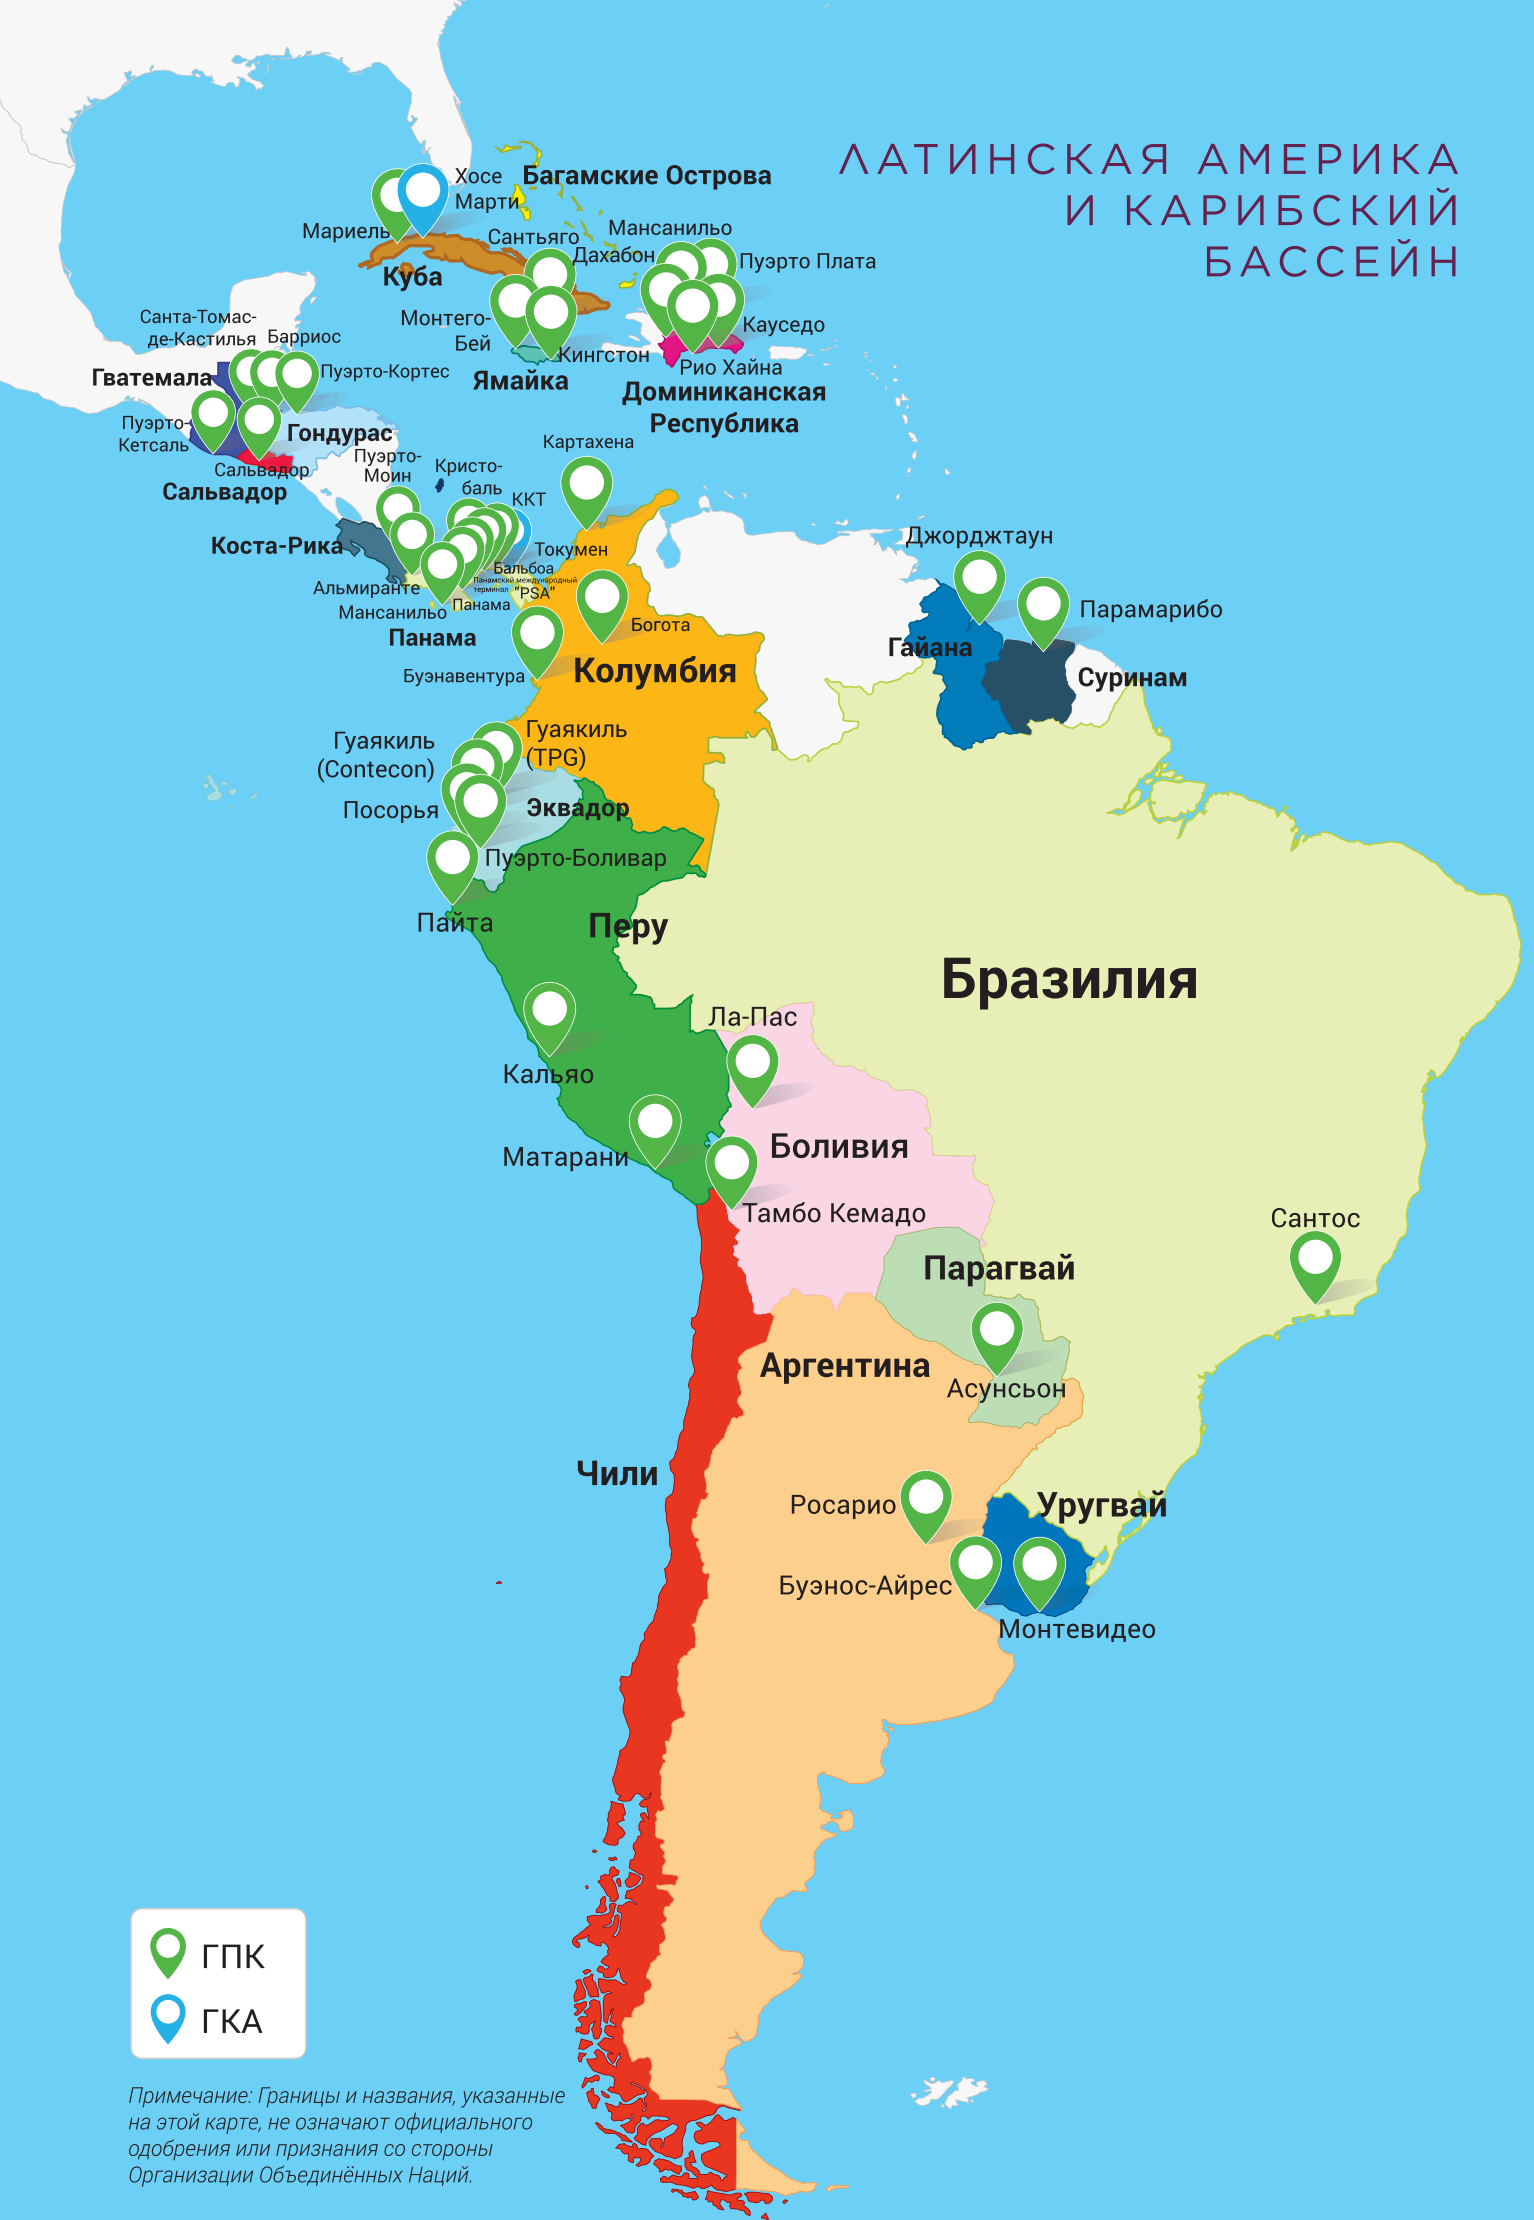 ЛАТИНСКАЯ АМЕРИКА
И КАРИБСКИЙ
БАССЕЙН
Хосе
Марти
Багамские Острова
Мариель
Куба
Сантьяго
Мансанильо
Дахабон
Пуэрто Плата
Монтего-
Бей
Кингстон
Ямайка
Кауседо
Рио Хайна
Доминиканская
Республика
Санта-Томас-
де-Кастилья
Барриос
Гватемала
Пуэрто-Кортес
Пуэрто-
Кетсаль
Гондурас
Сальвадор
Сальвадор
Пуэрто-
Моин
Кристо-
баль
ККТ
Картахена
Коста-Рика
Токумен
Бальбоа
Панамский международный
терминал "PSA"
Альмиранте
Мансанильо
Панама
Панама
Богота
Буэнавентура
Колумбия
Джорджтаун
Парамарибо
Гайана
Суринам
Гуаякиль
(TPG)
Гуаякиль
(Contecon)
Посорья
Эквадор
Пуэрто-Боливар
Пайта
Перу
Бразилия
Ла-Пас
Кальяо
Матарани
Боливия
Тамбо Кемадо
Сантос
Парагвай
Аргентина
Асунсьон
Чили
Росарио
Уругвай
Буэнос-Айрес
Монтевидео
ГПК
ГКА
Примечание: Границы и названия, указанные
на этой карте, не означают официального
одобрения или признания со стороны
Организации Объединённых Наций.